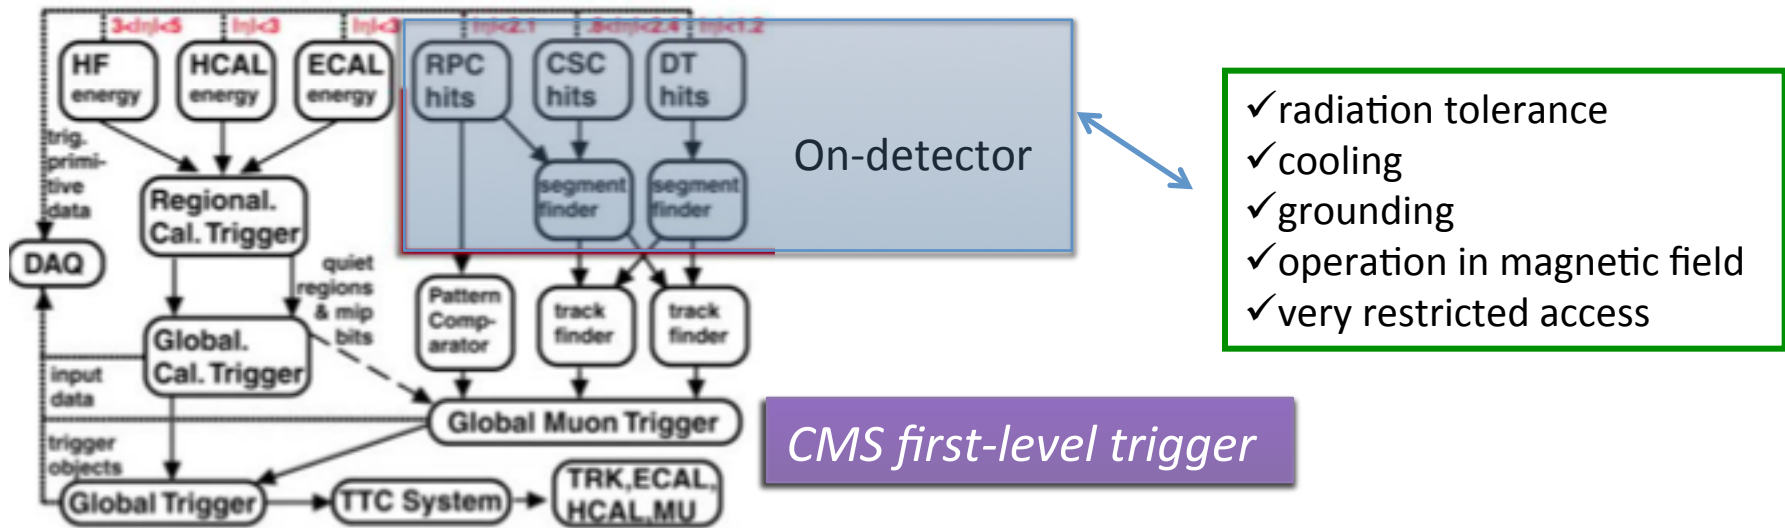 3<|η|<5
|η|<3
|η|<3
|η|<2.1
.8<|η|<2.4
|η|<1.2
HF
energy
HCAL
energy
ECAL
energy
RPC
hits
CSC
hits
DT
hits
On-detector
✓radiation tolerance
✓cooling
✓grounding
✓operation in magnetic field
✓very restricted access
trig.
primi-
tive
data
Regional.
Cal. Trigger
segment
finder
segment
finder
DAQ
quiet
regions
& mip
bits
Pattern
Comp-
arator
track
finder
track
finder
Global.
Cal. Trigger
input
data
Global Muon Trigger
CMS first-level trigger
trigger
objects
Global Trigger
TTC System
TRK,ECAL,
HCAL,MU